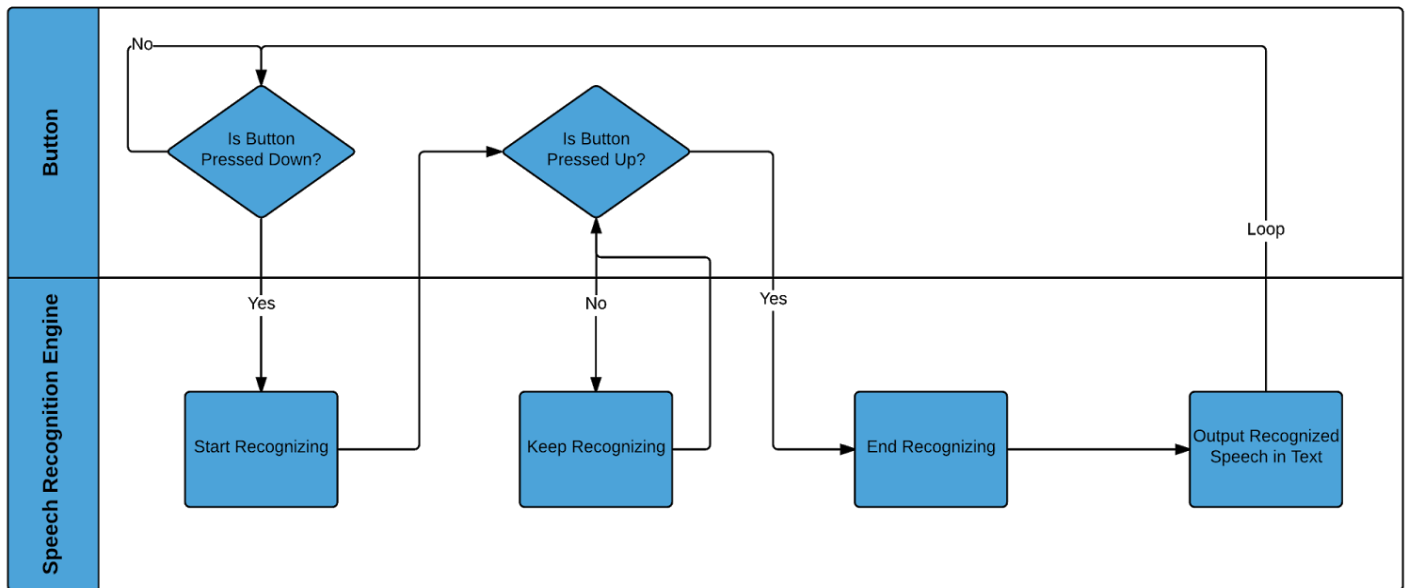 Button
No
Is Button
Pressed Down?
Is Button
Pressed Up?
Loop
Speech Recognition Engine
Yes
No
Yes
Start Recognizing
Keep Recognizing
End Recognizing
Output Recognized
Speech in Text